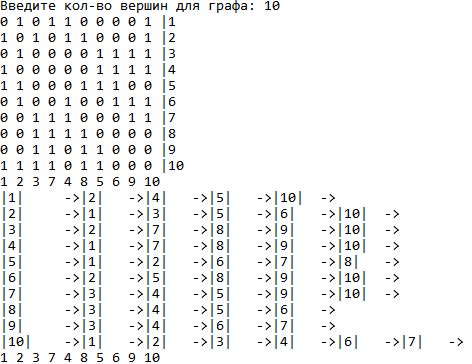 Введите кол-во вершин для графа: 10
0 1 0 1 1 0 0 0 0 1 |1
1 0 1 0 1 1 0 0 0 1 |2
0 1 0 0 0 0 1 1 1 1 |3
1 0 0 0 0 0 1 1 1 1 |4
1 1 0 0 0 1 1 1 0 0 |5
0 1 0 0 1 0 0 1 1 1 |6
0 0 1 1 1 0 0 0 1 1 |7
0 0 1 1 1 1 0 0 0 0 |8
0 0 1 1 0 1 1 0 0 0 |9
1 1 1 1 0 1 1 0 0 0 |10
1 2 3 7 4 8 5 6 9 10
|1| ->|2| ->|4| ->|5| ->|10| ->
|2| ->|1| ->|3| ->|5| ->|6| ->|10| ->
|3| ->|2| ->|7| ->|8| ->|9| ->|10| ->
|4| ->|1| ->|7| ->|8| ->|9| ->|10| ->
|5| ->|1| ->|2| ->|6| ->|7| ->|8| ->
|6| ->|2| ->|5| ->|8| ->|9| ->|10| ->
|7| ->|3| ->|4| ->|5| ->|9| ->|10| ->
|8| ->|3| ->|4| ->|5| ->|6| ->
|9| ->|3| ->|4| ->|6| ->|7| ->
|10| ->|1| ->|2| ->|3| ->|4| ->|6| ->|7| ->
1 2 3 7 4 8 5 6 9 10